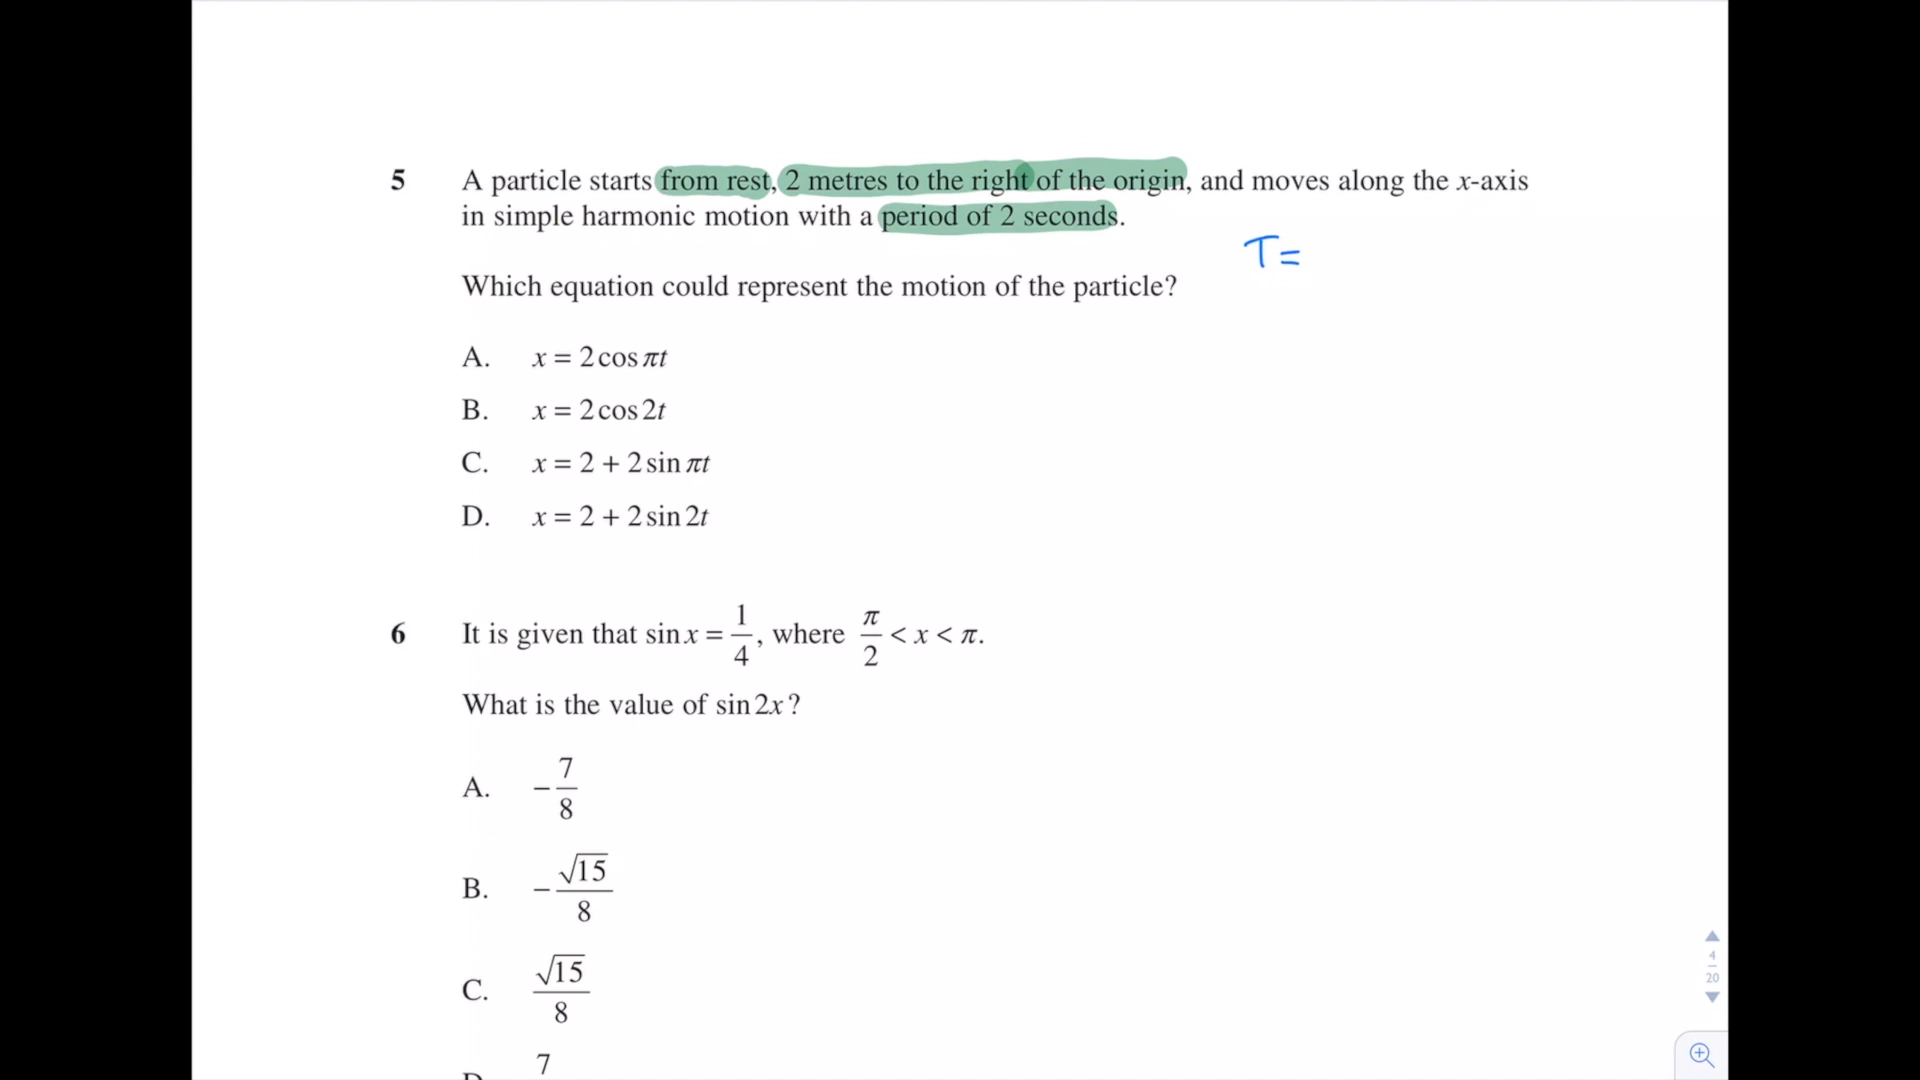 5 A particle starts from rest, 2 metres to the right of the origin, and moves along the x-axis
in simple harmonic motion with a period of 2 seconds.
T=
Which equation could represent the motion of the particle?
A. x = 2 cos πt
B. x = 2 cos 2t
C. x = 2 + 2 sin πt
D. x = 2 + 2 sin 2t
6 It is given that sin x = 1/4, where π/2 < x < π.
What is the value of sin 2x?
A. −7/8
B. −√15/8
C. √15/8
7
4
20